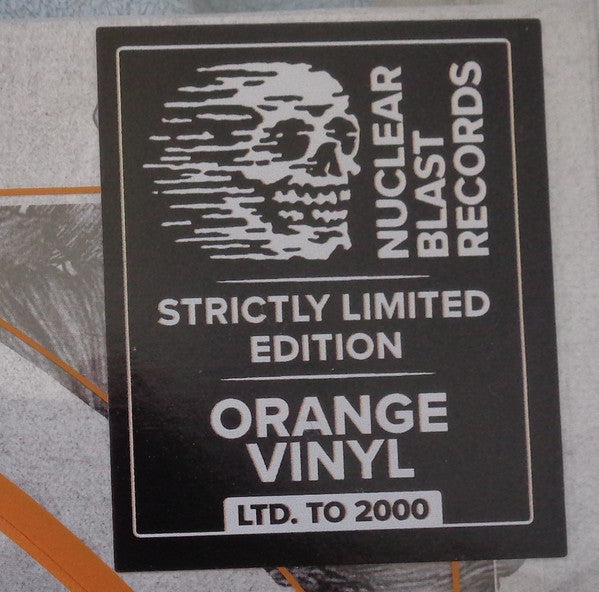 NUCLEAR
BLAST
RECORDS
STRICTLY LIMITED
EDITION
ORANGE
VINYL
LTD. TO 2000